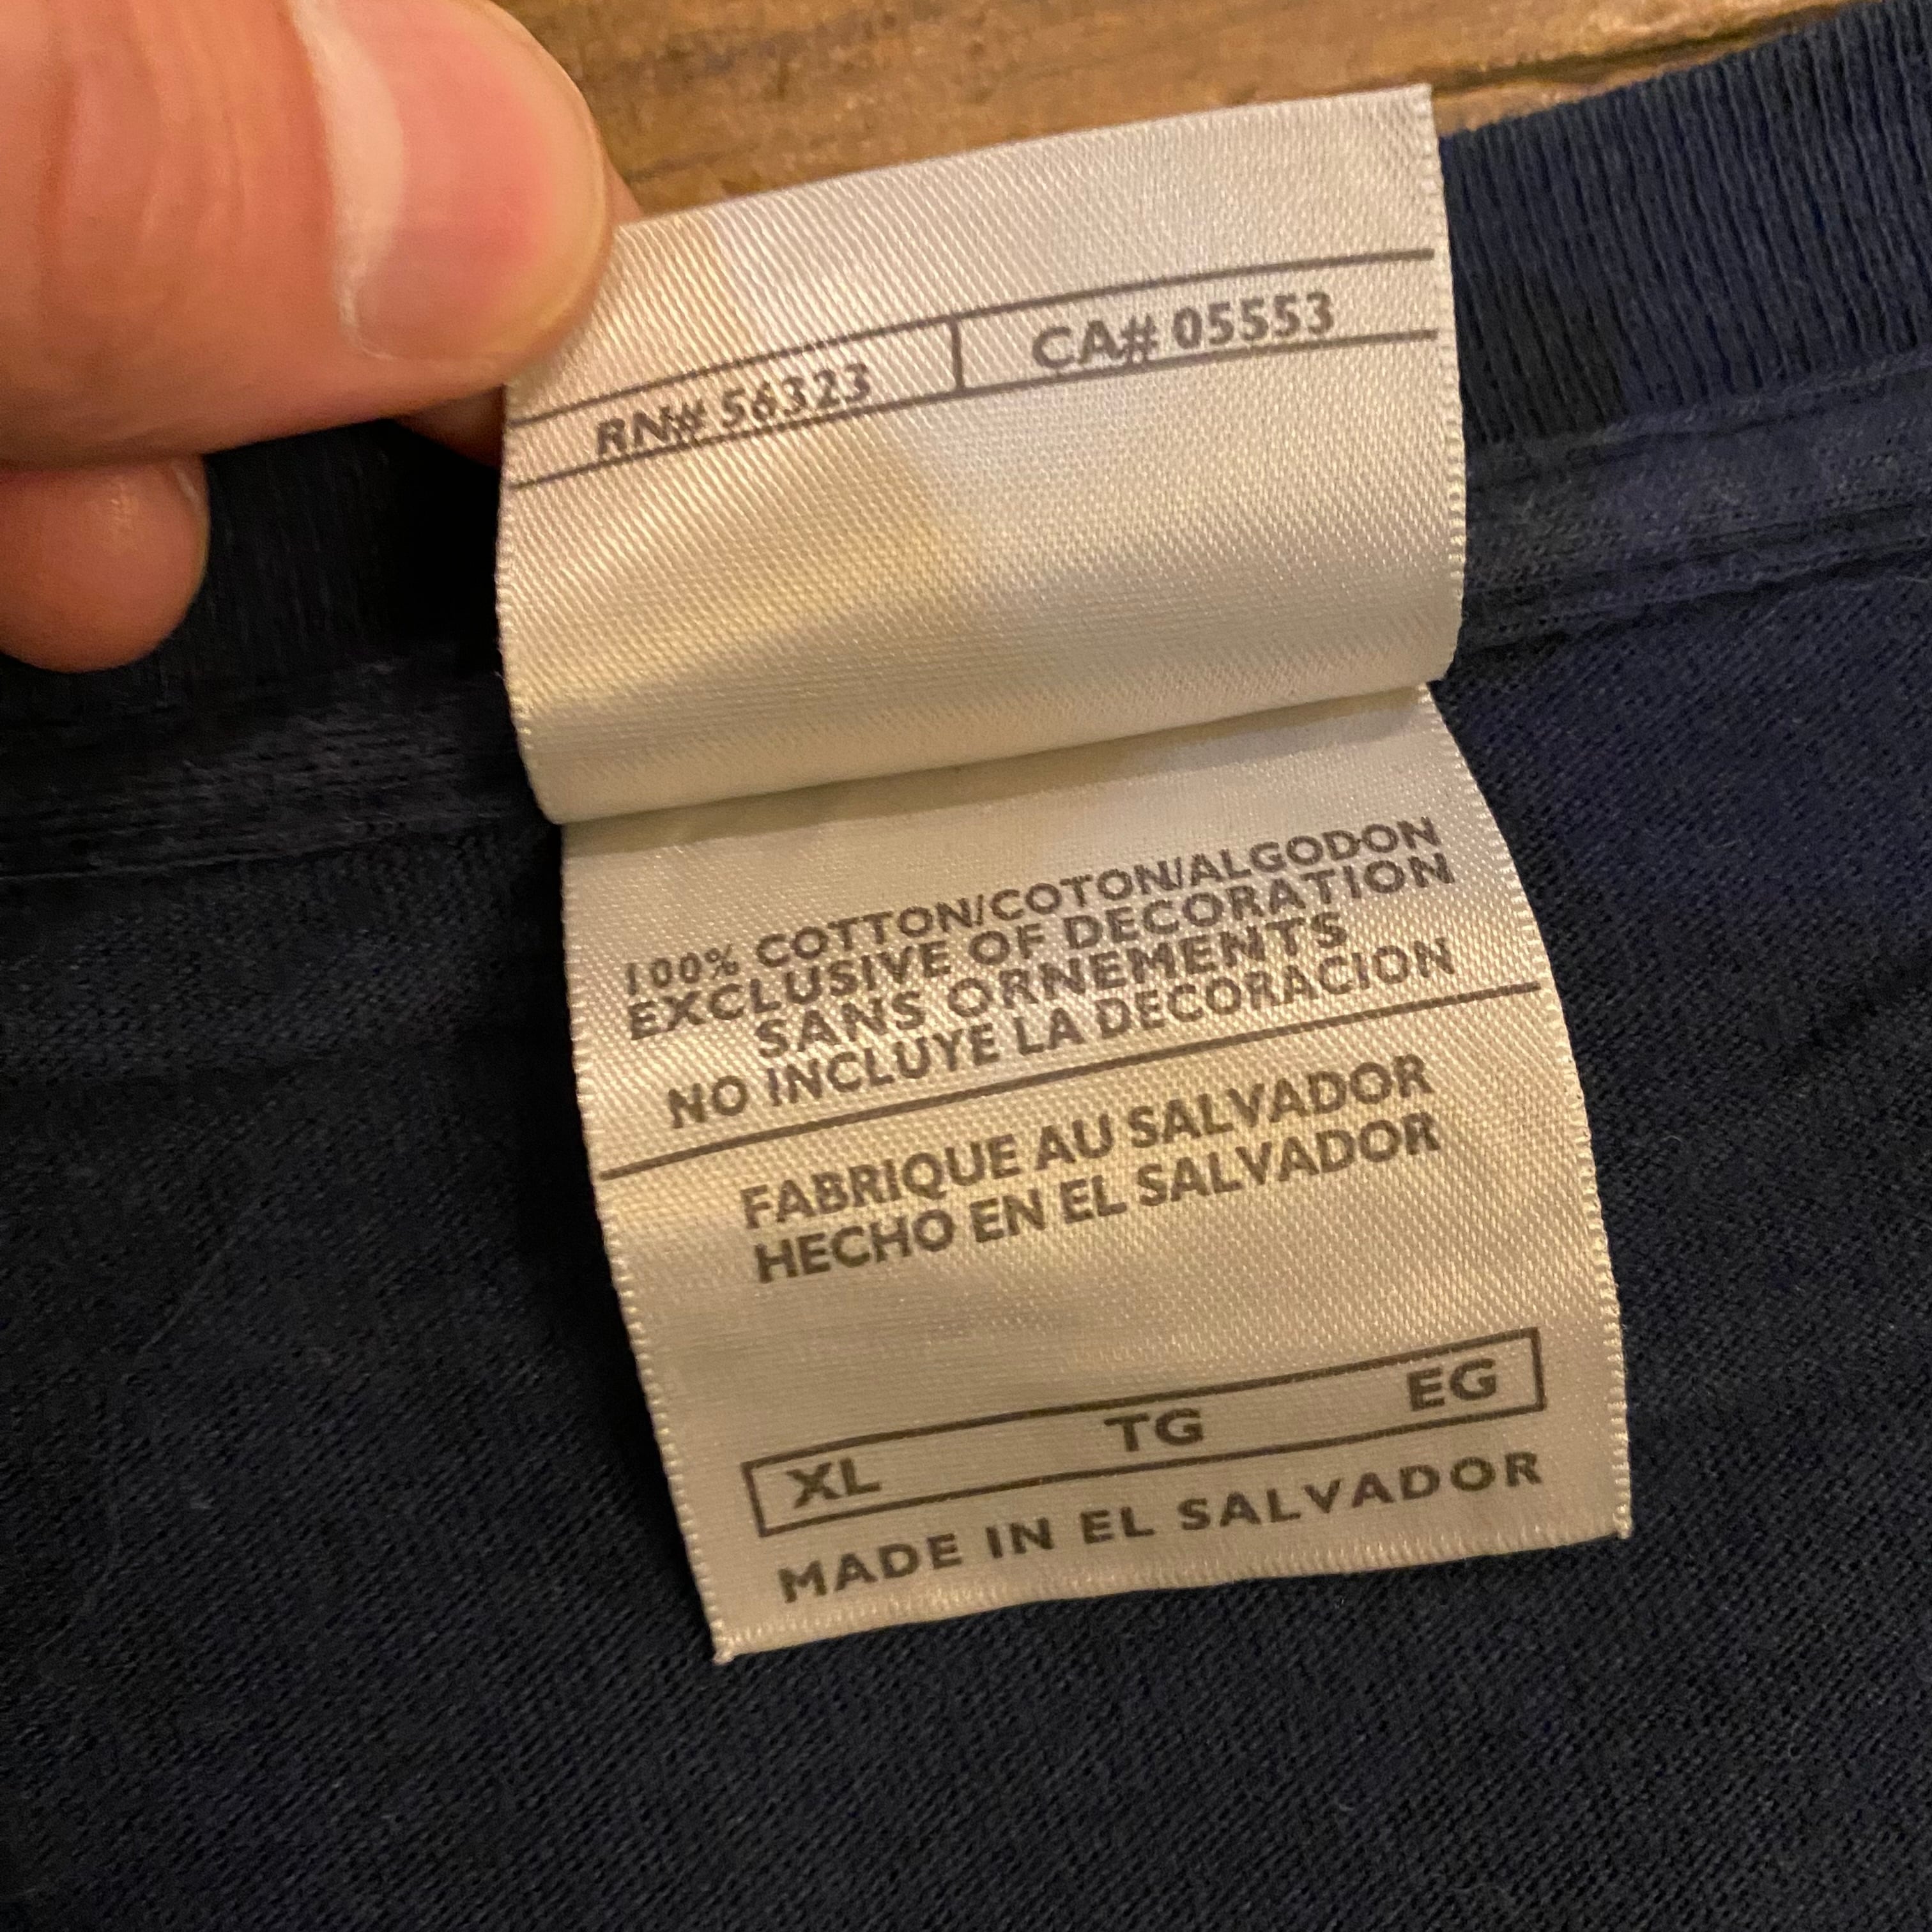 RN# 56323 CA# 05553
100% COTTON/COTON/ALGODON
EXCLUSIVE OF DECORATION
SANS ORNEMENTS
NO INCLUYE LA DECORACION
FABRIQUE AU SALVADOR
HECHO EN EL SALVADOR
XL TG EG
MADE IN EL SALVADOR